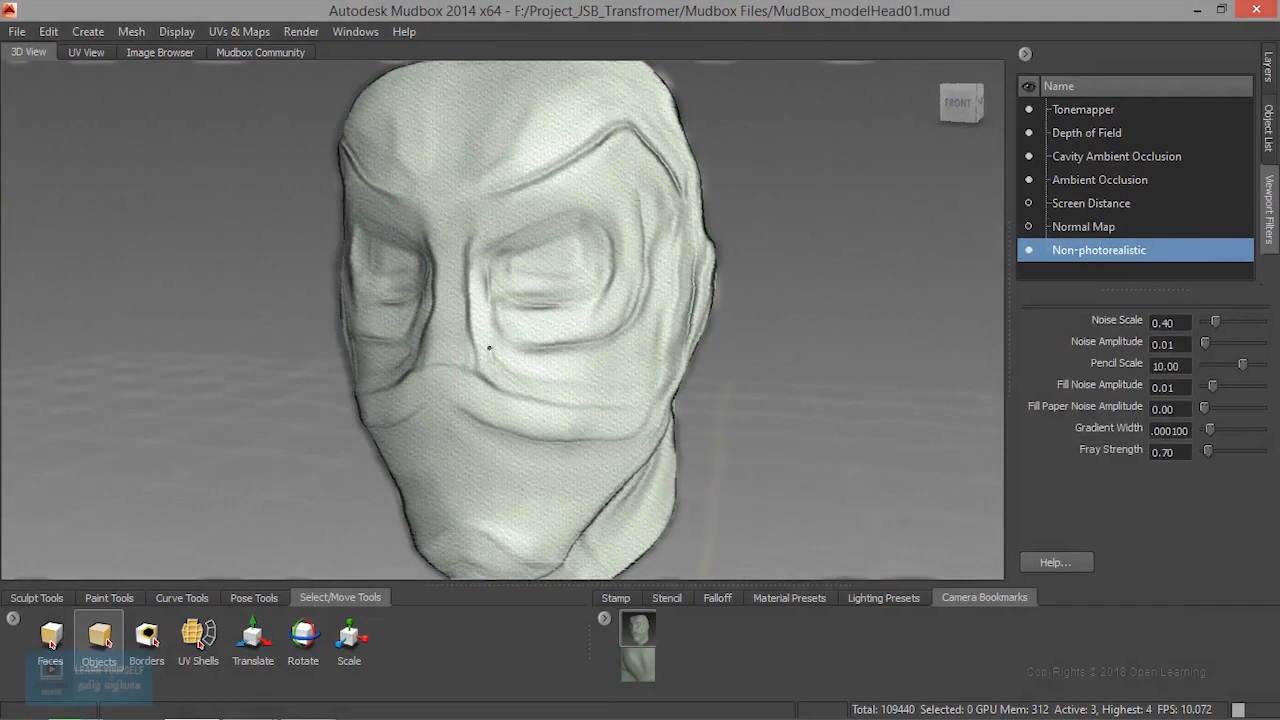 Autodesk Mudbox 2014 x64 - F:/Project_JSB_Transfromer/Mudbox Files/MudBox_modelHead01.mud
File Edit Create Mesh Display UVs & Maps Render Windows Help
3D View UV View Image Browser Mudbox Community
FRONT
Name
Tonemapper
Depth of Field
Cavity Ambient Occlusion
Ambient Occlusion
Screen Distance
Normal Map
Non-photorealistic
Layers
Object List
Viewport Filters
Noise Scale 0.40
Noise Amplitude 0.01
Pencil Scale 10.00
Fill Noise Amplitude 0.01
Fill Paper Noise Amplitude 0.00
Gradient Width .000100
Fray Strength 0.70
Help...
Sculpt Tools Paint Tools Curve Tools Pose Tools Select/Move Tools
Stamp Stencil Falloff Material Presets Lighting Presets Camera Bookmarks
Faces Objects Borders UV Shells Translate Rotate Scale
LEARN YOURSELF
தமிழ் வழியாக
Copy Rights © 2018 Open Learning
Total: 109440 Selected: 0 GPU Mem: 312 Active: 3, Highest: 4 FPS: 10.072